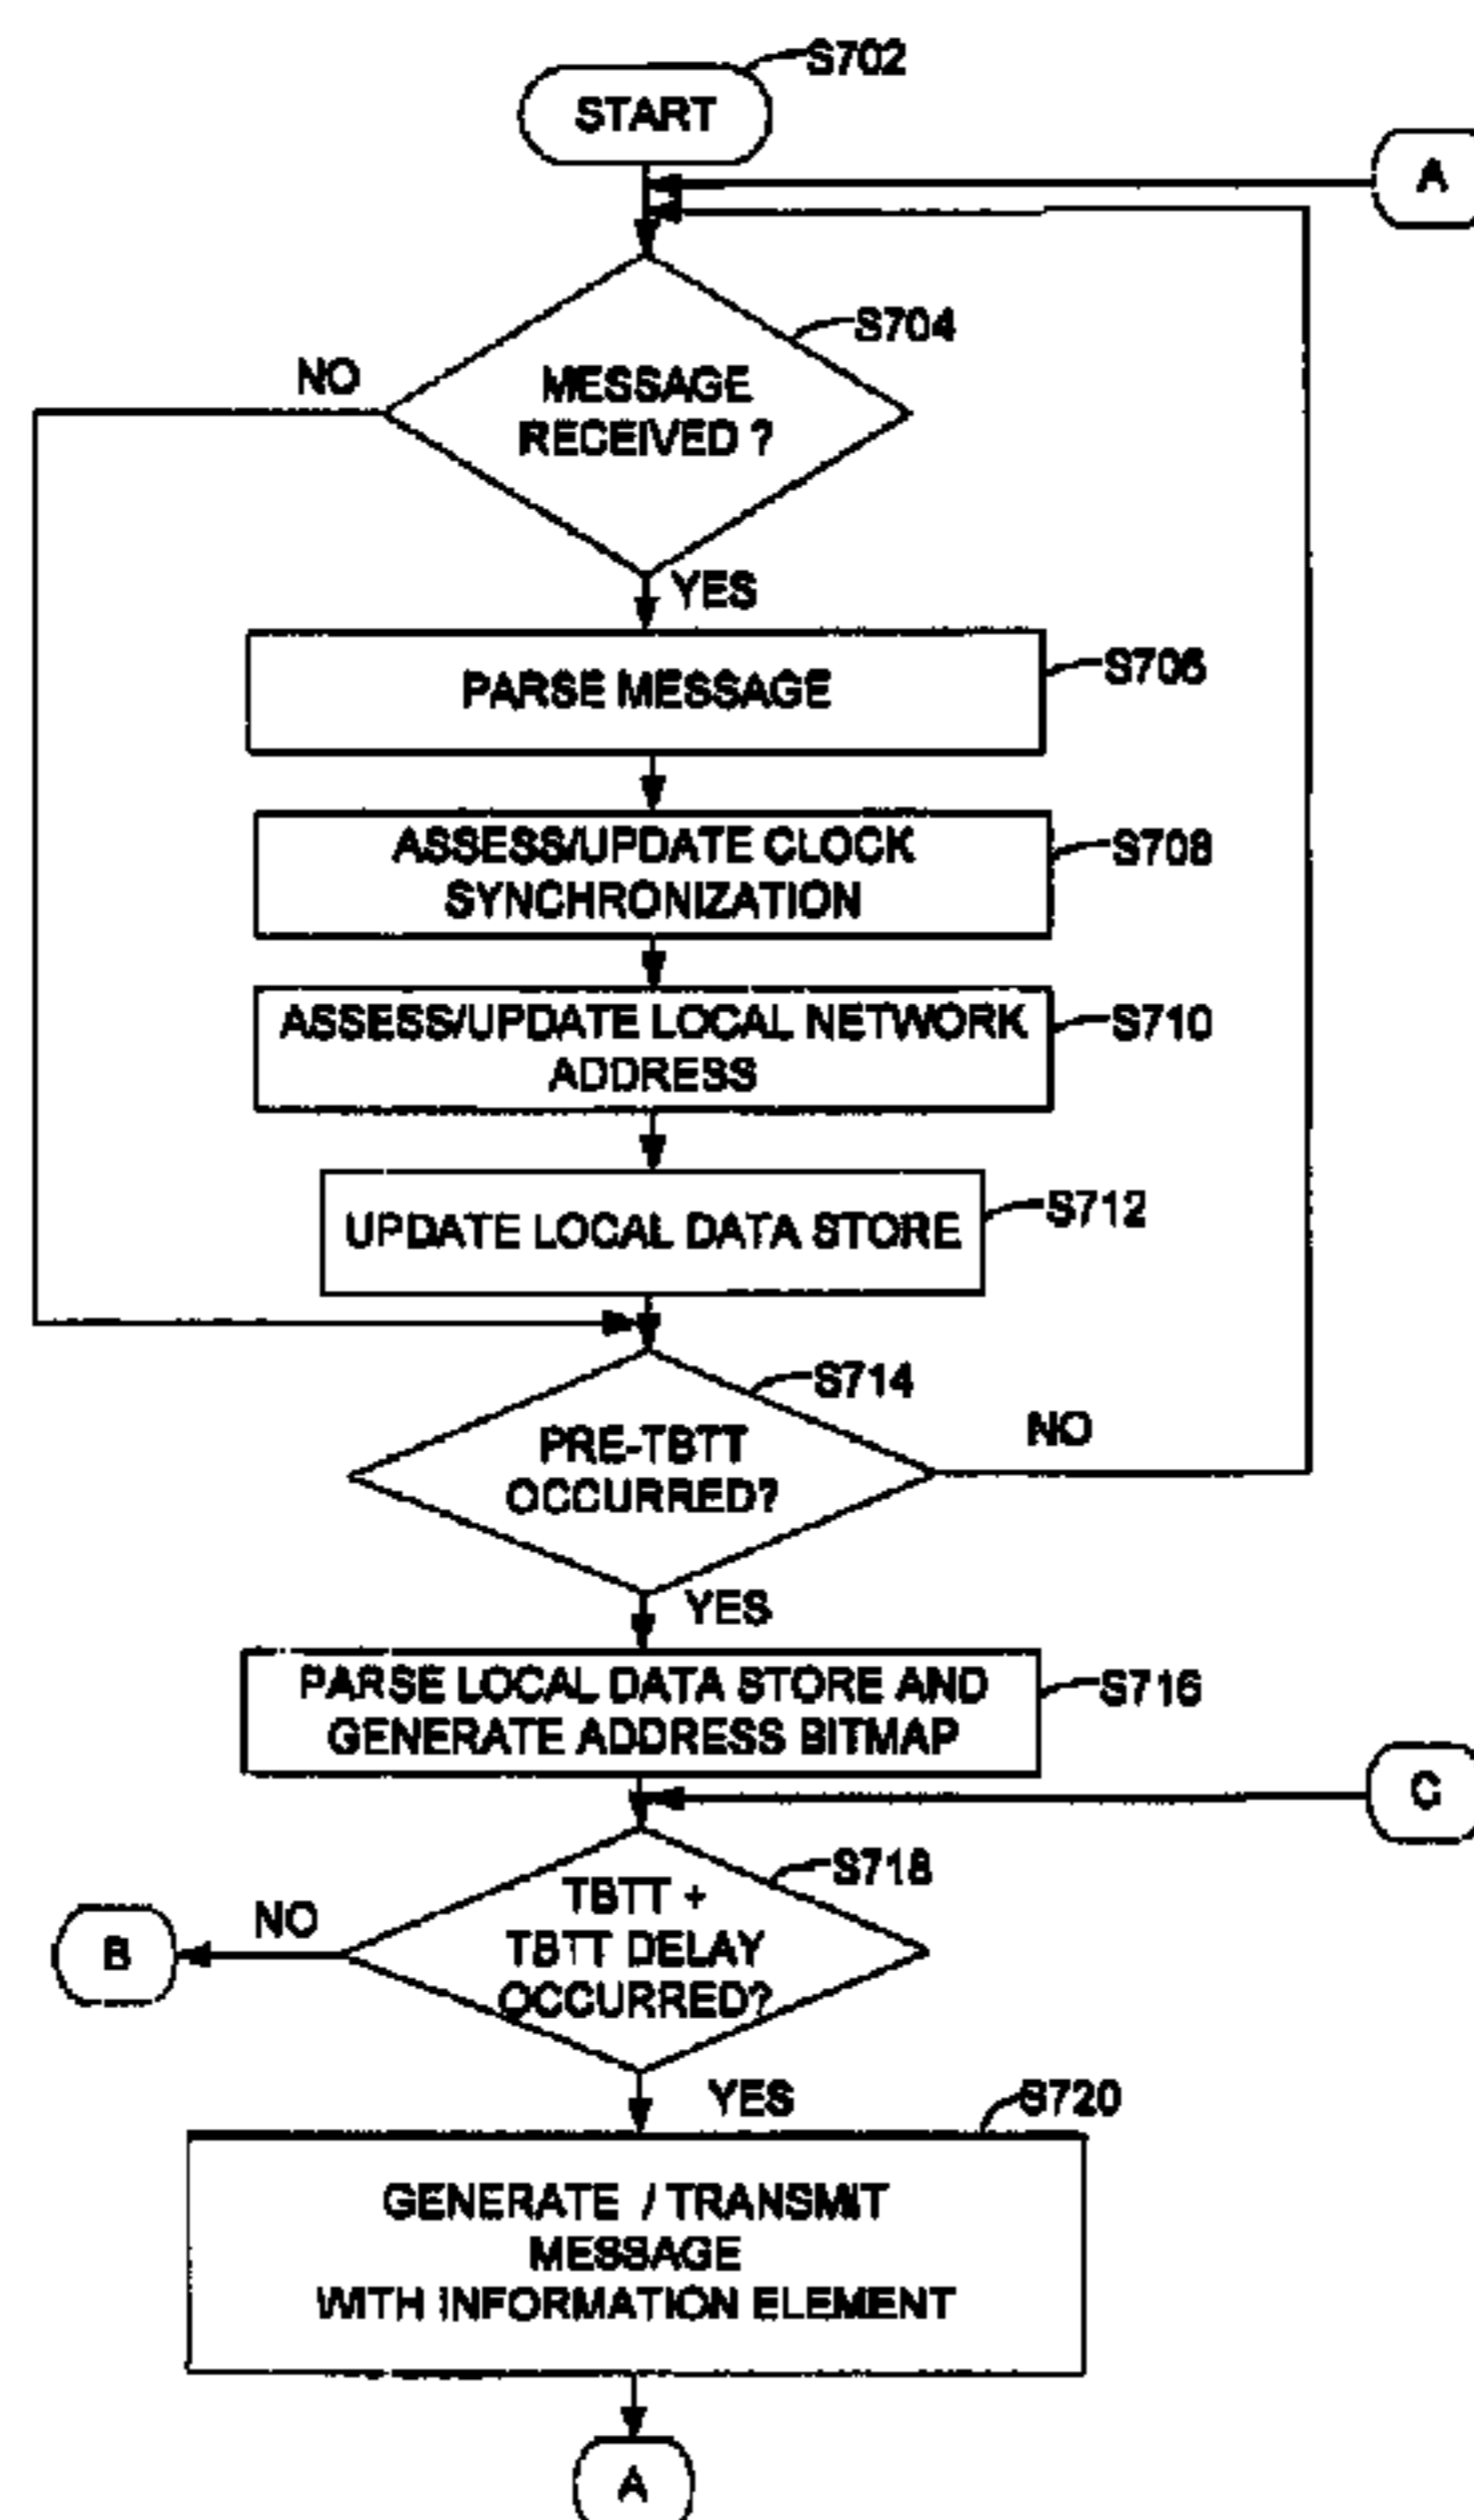 S702
START
A
S704
NO
MESSAGE
RECEIVED ?
YES
S706
PARSE MESSAGE
ASSESS/UPDATE CLOCK
SYNCHRONIZATION
S708
ASSESS/UPDATE LOCAL NETWORK
ADDRESS
S710
UPDATE LOCAL DATA STORE
S712
S714
PRE-TBTT
OCCURRED?
NO
YES
PARSE LOCAL DATA STORE AND
GENERATE ADDRESS BITMAP
S716
C
S718
TBTT +
TBTT DELAY
OCCURRED?
NO
B
YES
S720
GENERATE / TRANSMIT
MESSAGE
WITH INFORMATION ELEMENT
A